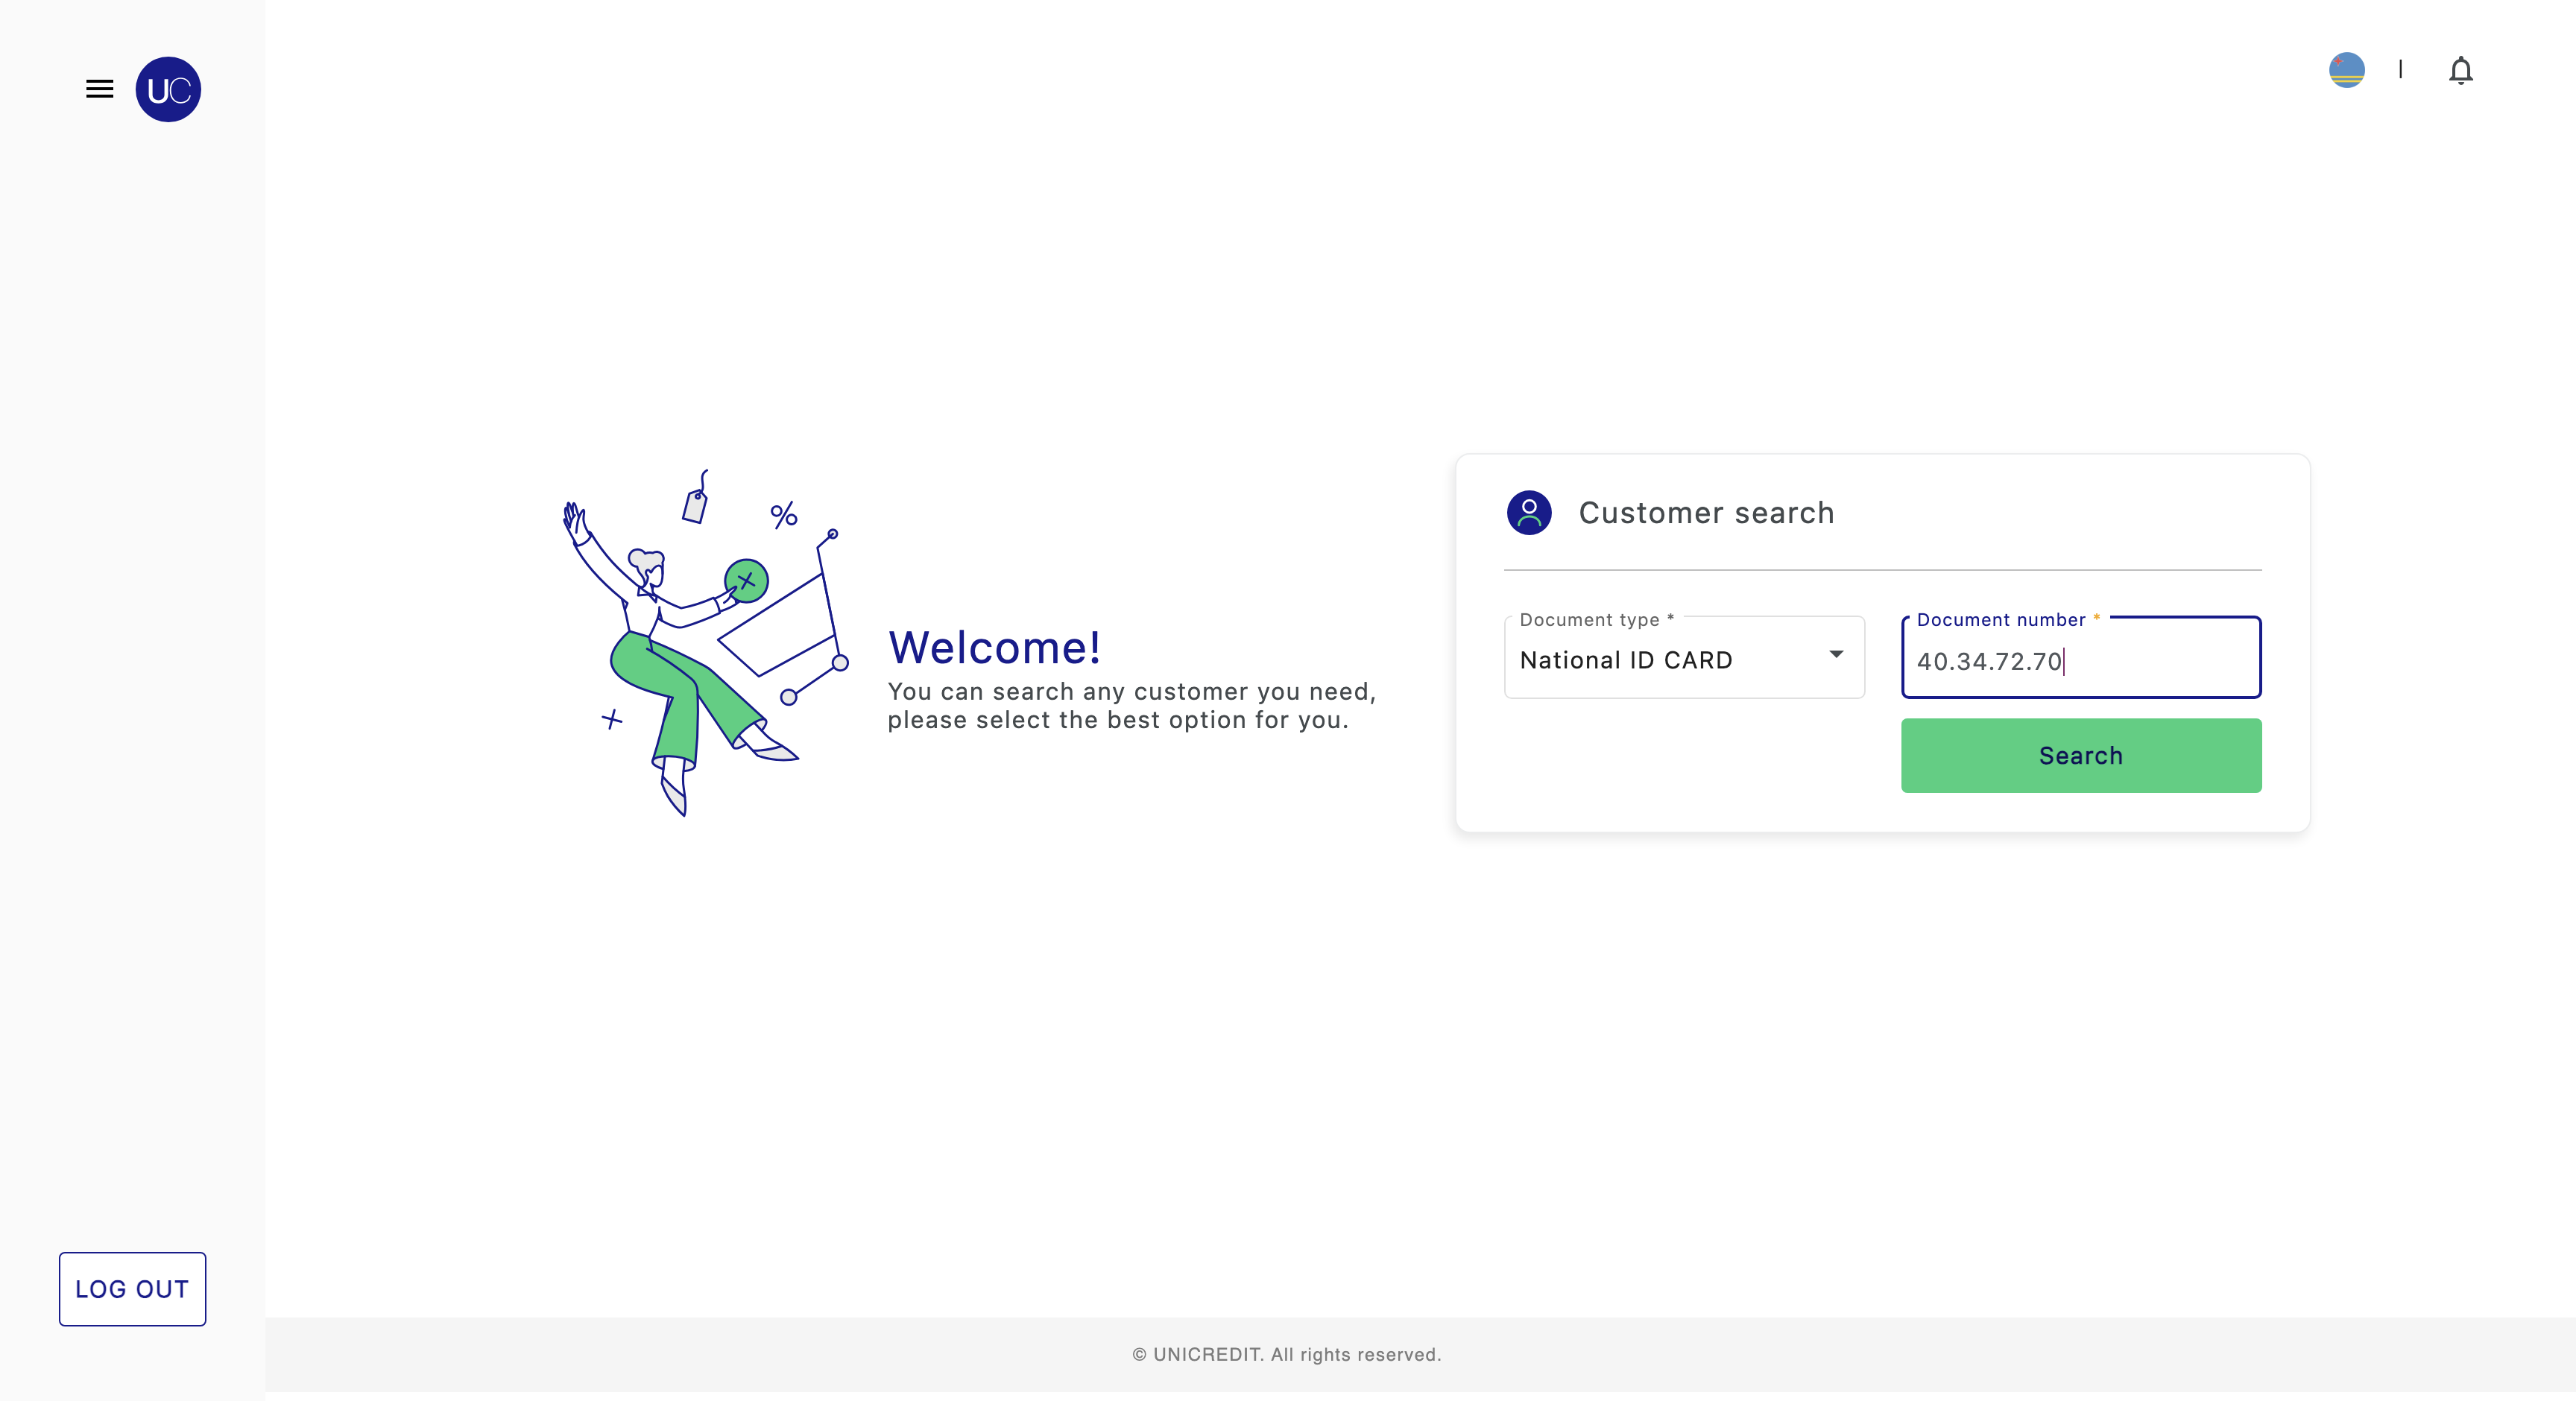 UC
Welcome!
You can search any customer you need,
please select the best option for you.
Customer search
Document type *
National ID CARD
Document number *
40.34.72.70
Search
LOG OUT
© UNICREDIT. All rights reserved.